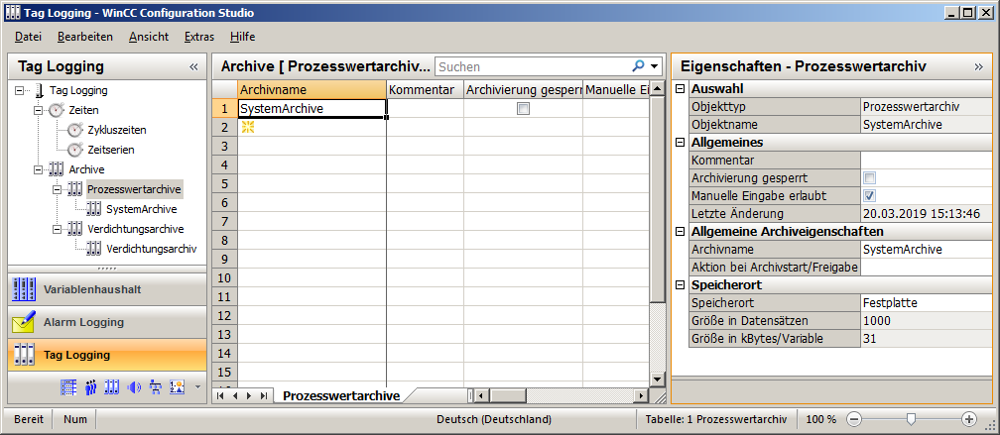 Tag Logging - WinCC Configuration Studio
Datei Bearbeiten Ansicht Extras Hilfe
Tag Logging «
Tag Logging
Zeiten
Zykluszeiten
Zeitserien
Archive
Prozesswertarchive
SystemArchive
Verdichtungsarchive
Verdichtungsarchiv
Variablenhaushalt
Alarm Logging
Tag Logging
Archive [ Prozesswertarchiv... Suchen
Archivname Kommentar Archivierung gesperr Manuelle Ei
1 SystemArchive
2
3
4
5
6
7
8
9
10
11
12
13
14
15
Prozesswertarchive
Eigenschaften - Prozesswertarchiv »
Auswahl
Objekttyp Prozesswertarchiv
Objektname SystemArchive
Allgemeines
Kommentar
Archivierung gesperrt
Manuelle Eingabe erlaubt
Letzte Änderung 20.03.2019 15:13:46
Allgemeine Archiveigenschaften
Archivname SystemArchive
Aktion bei Archivstart/Freigabe
Speicherort
Speicherort Festplatte
Größe in Datensätzen 1000
Größe in kBytes/Variable 31
Bereit Num Deutsch (Deutschland) Tabelle: 1 Prozesswertarchiv 100 %